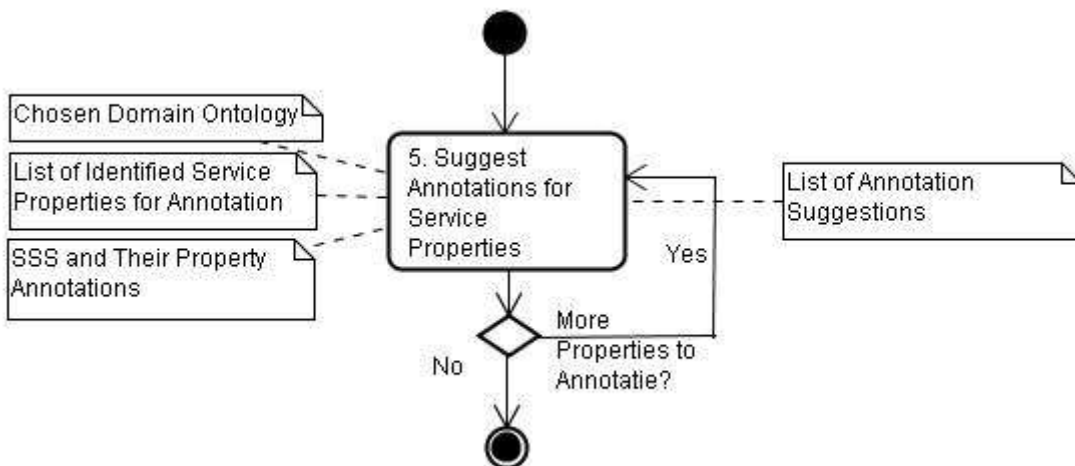 Chosen Domain Ontology
List of Identified Service
Properties for Annotation
SSS and Their Property
Annotations
5. Suggest
Annotations for
Service
Properties
List of Annotation
Suggestions
Yes
More
Properties to
Annotatie?
No